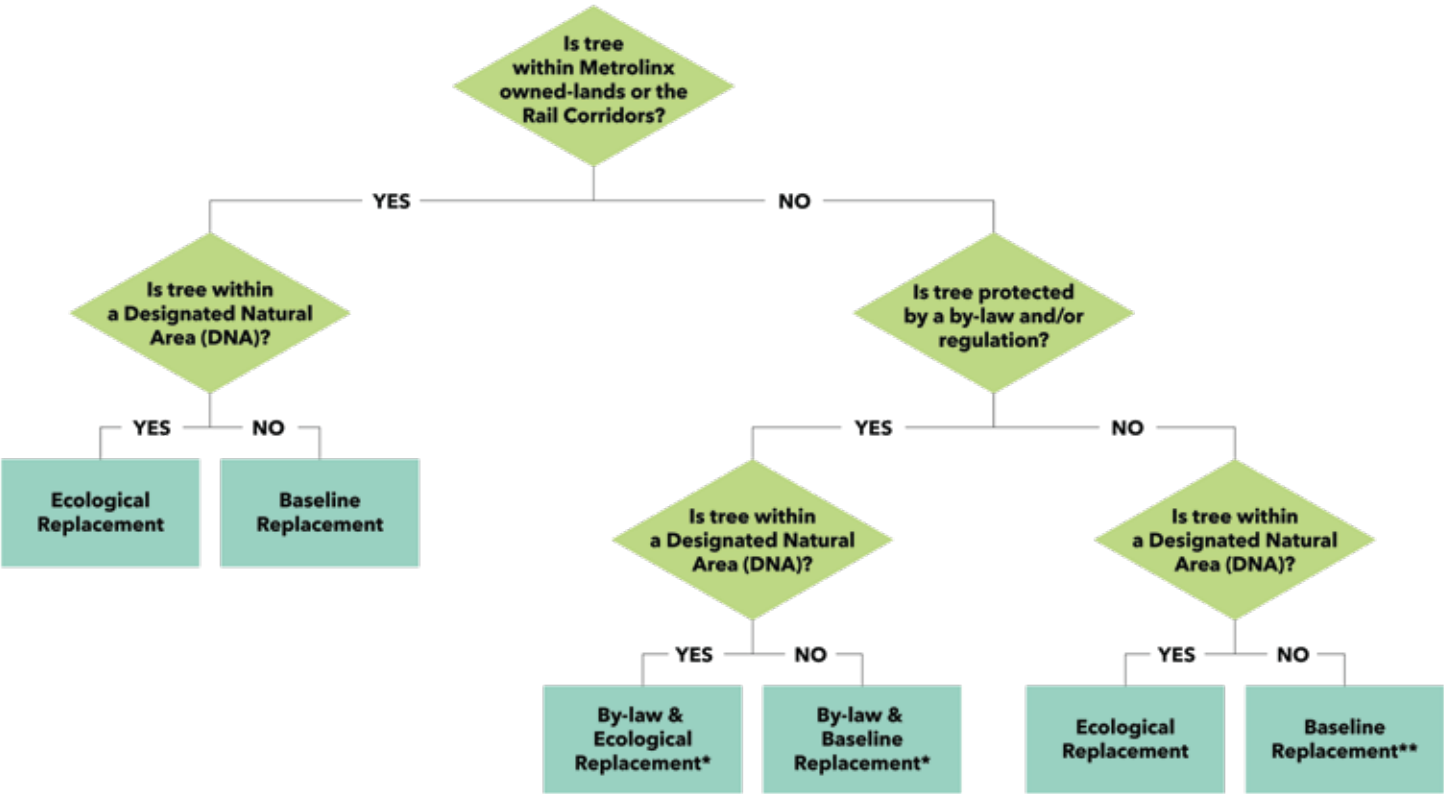 Is tree
within Metrolinx
owned-lands or the
Rail Corridors?
YES
NO
Is tree within
a Designated Natural
Area (DNA)?
Is tree protected
by a by-law and/or
regulation?
YES
NO
YES
NO
Ecological
Replacement
Baseline
Replacement
Is tree within
a Designated Natural
Area (DNA)?
Is tree within
a Designated Natural
Area (DNA)?
YES
NO
YES
NO
By-law &
Ecological
Replacement*
By-law &
Baseline
Replacement*
Ecological
Replacement
Baseline
Replacement**